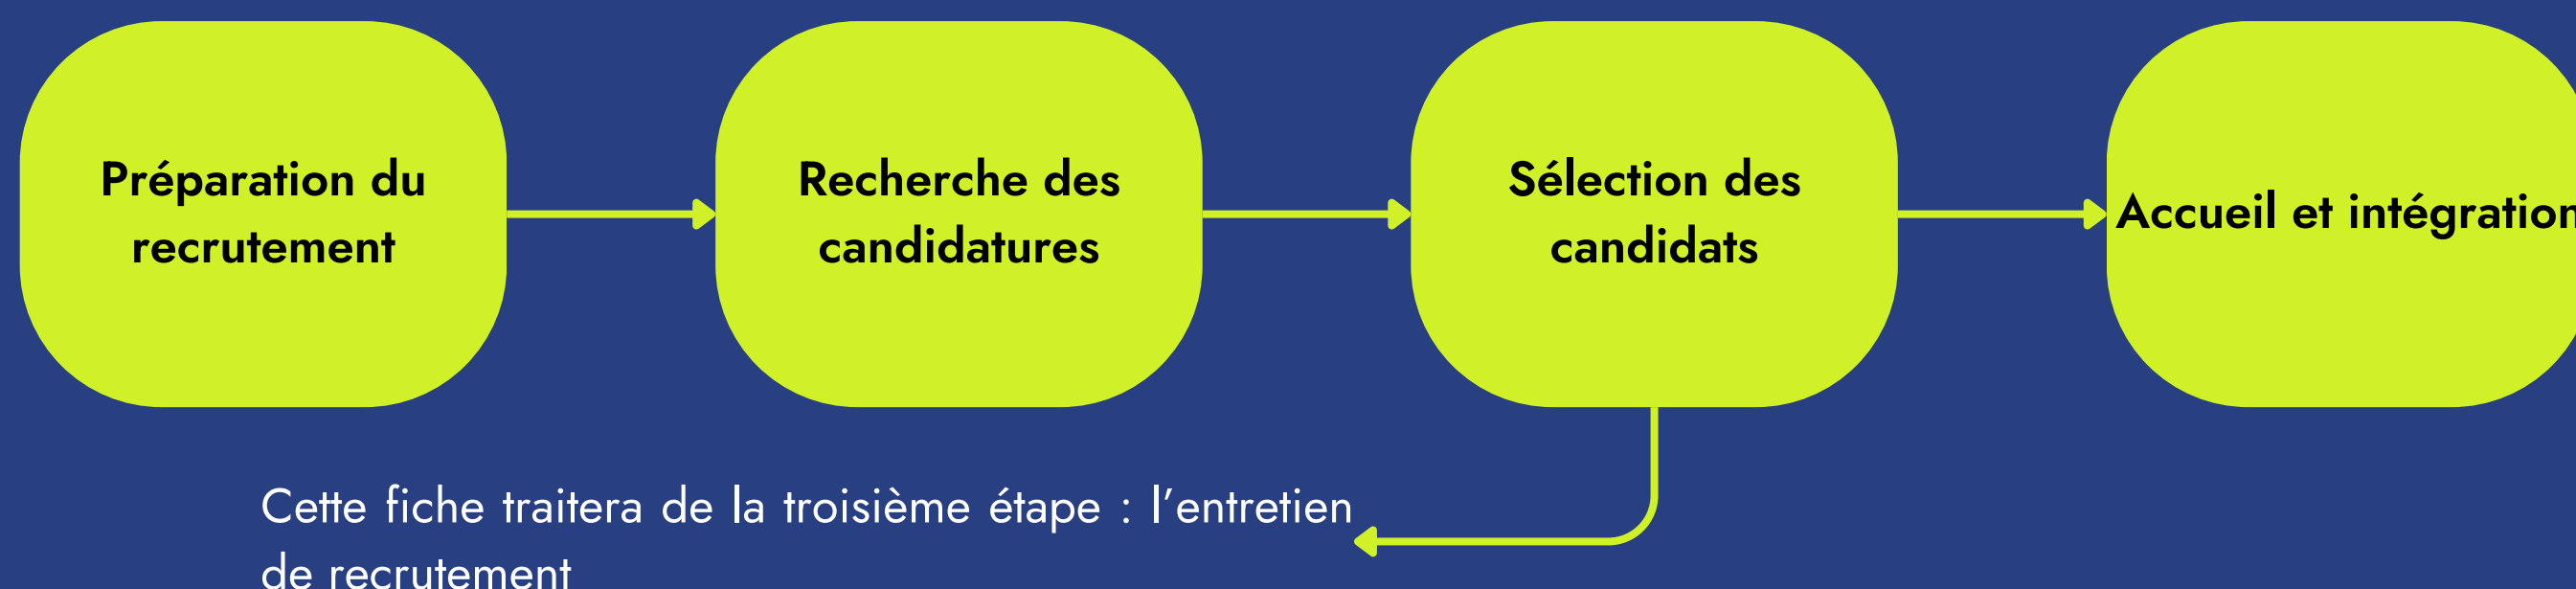 Préparation du
recrutement
Recherche des
candidatures
Sélection des
candidats
Accueil et intégration
Cette fiche traitera de la troisième étape : l’entretien
de recrutement